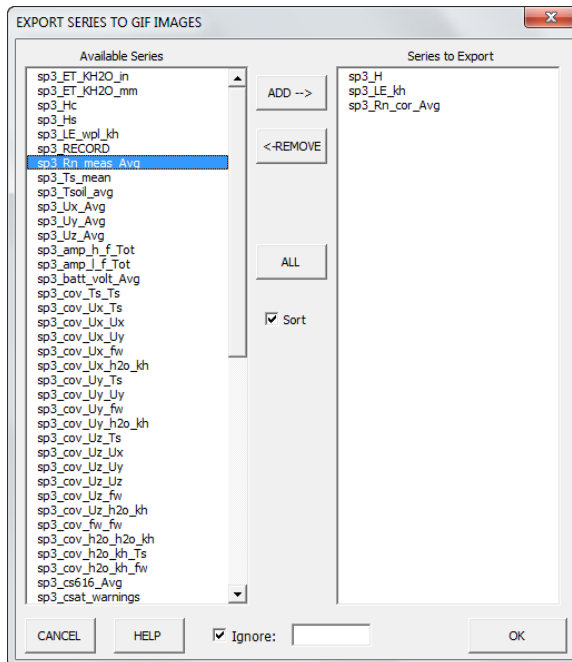 EXPORT SERIES TO GIF IMAGES
Available Series
sp3_ET_KH2O_in
sp3_ET_KH2O_mm
sp3_Hc
sp3_Hs
sp3_LE_wpl_kh
sp3_RECORD
sp3_Rn_meas_Avg
sp3_Ts_mean
sp3_Tsoil_avg
sp3_Ux_Avg
sp3_Uy_Avg
sp3_Uz_Avg
sp3_amp_h_f_Tot
sp3_amp_l_f_Tot
sp3_batt_volt_Avg
sp3_cov_Ts_Ts
sp3_cov_Ux_Ts
sp3_cov_Ux_Ux
sp3_cov_Ux_Uy
sp3_cov_Ux_fw
sp3_cov_Ux_h2o_kh
sp3_cov_Uy_Ts
sp3_cov_Uy_Uy
sp3_cov_Uy_fw
sp3_cov_Uy_h2o_kh
sp3_cov_Uz_Ts
sp3_cov_Uz_Ux
sp3_cov_Uz_Uy
sp3_cov_Uz_Uz
sp3_cov_Uz_fw
sp3_cov_Uz_h2o_kh
sp3_cov_fw_fw
sp3_cov_h2o_h2o_kh
sp3_cov_h2o_kh_Ts
sp3_cov_h2o_kh_fw
sp3_cs616_Avg
sp3_csat_warnings
ADD -->
<-REMOVE
ALL
Sort
Series to Export
sp3_H
sp3_LE_kh
sp3_Rn_cor_Avg
CANCEL
HELP
Ignore:
OK